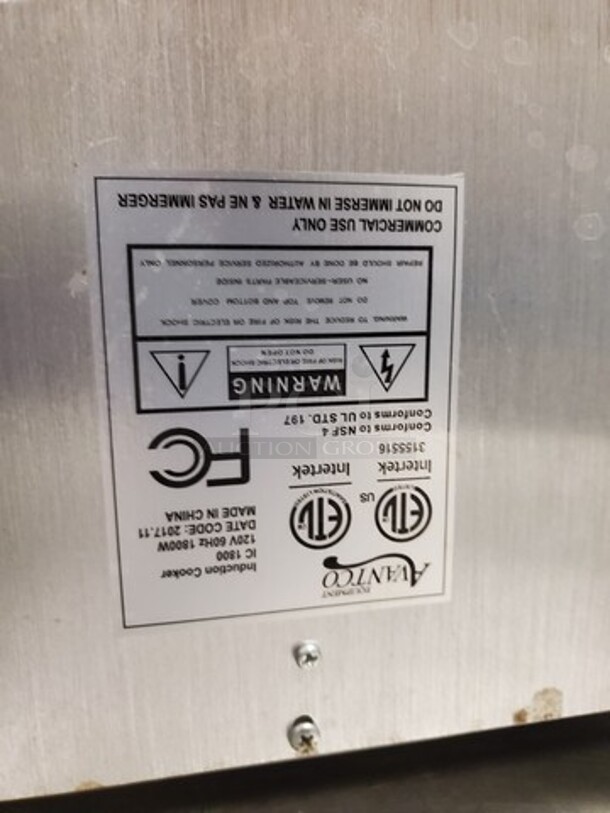 AVANTCO
EQUIPMENT
Induction Cooker
IC 1800
120V 60Hz 1800W
DATE CODE: 2017.11
MADE IN CHINA
ETL
US
ETL
Intertek
Intertek
3155516
Conforms to NSF 4
Conforms to UL STD. 197
FC
WARNING
RISK OF FIRE OR ELECTRIC SHOCK
DO NOT OPEN
WARNING, TO REDUCE THE RISK OF FIRE OR ELECTRIC SHOCK.
DO NOT REMOVE TOP AND BOTTOM COVER
NO USER-SERVICEABLE PARTS INSIDE
REPAIR SHOULD BE DONE BY AUTHORIZED SERVICE PERSONNEL ONLY
COMMERCIAL USE ONLY
DO NOT IMMERSE IN WATER & NE PAS IMMERGER
AUCTION GROUP